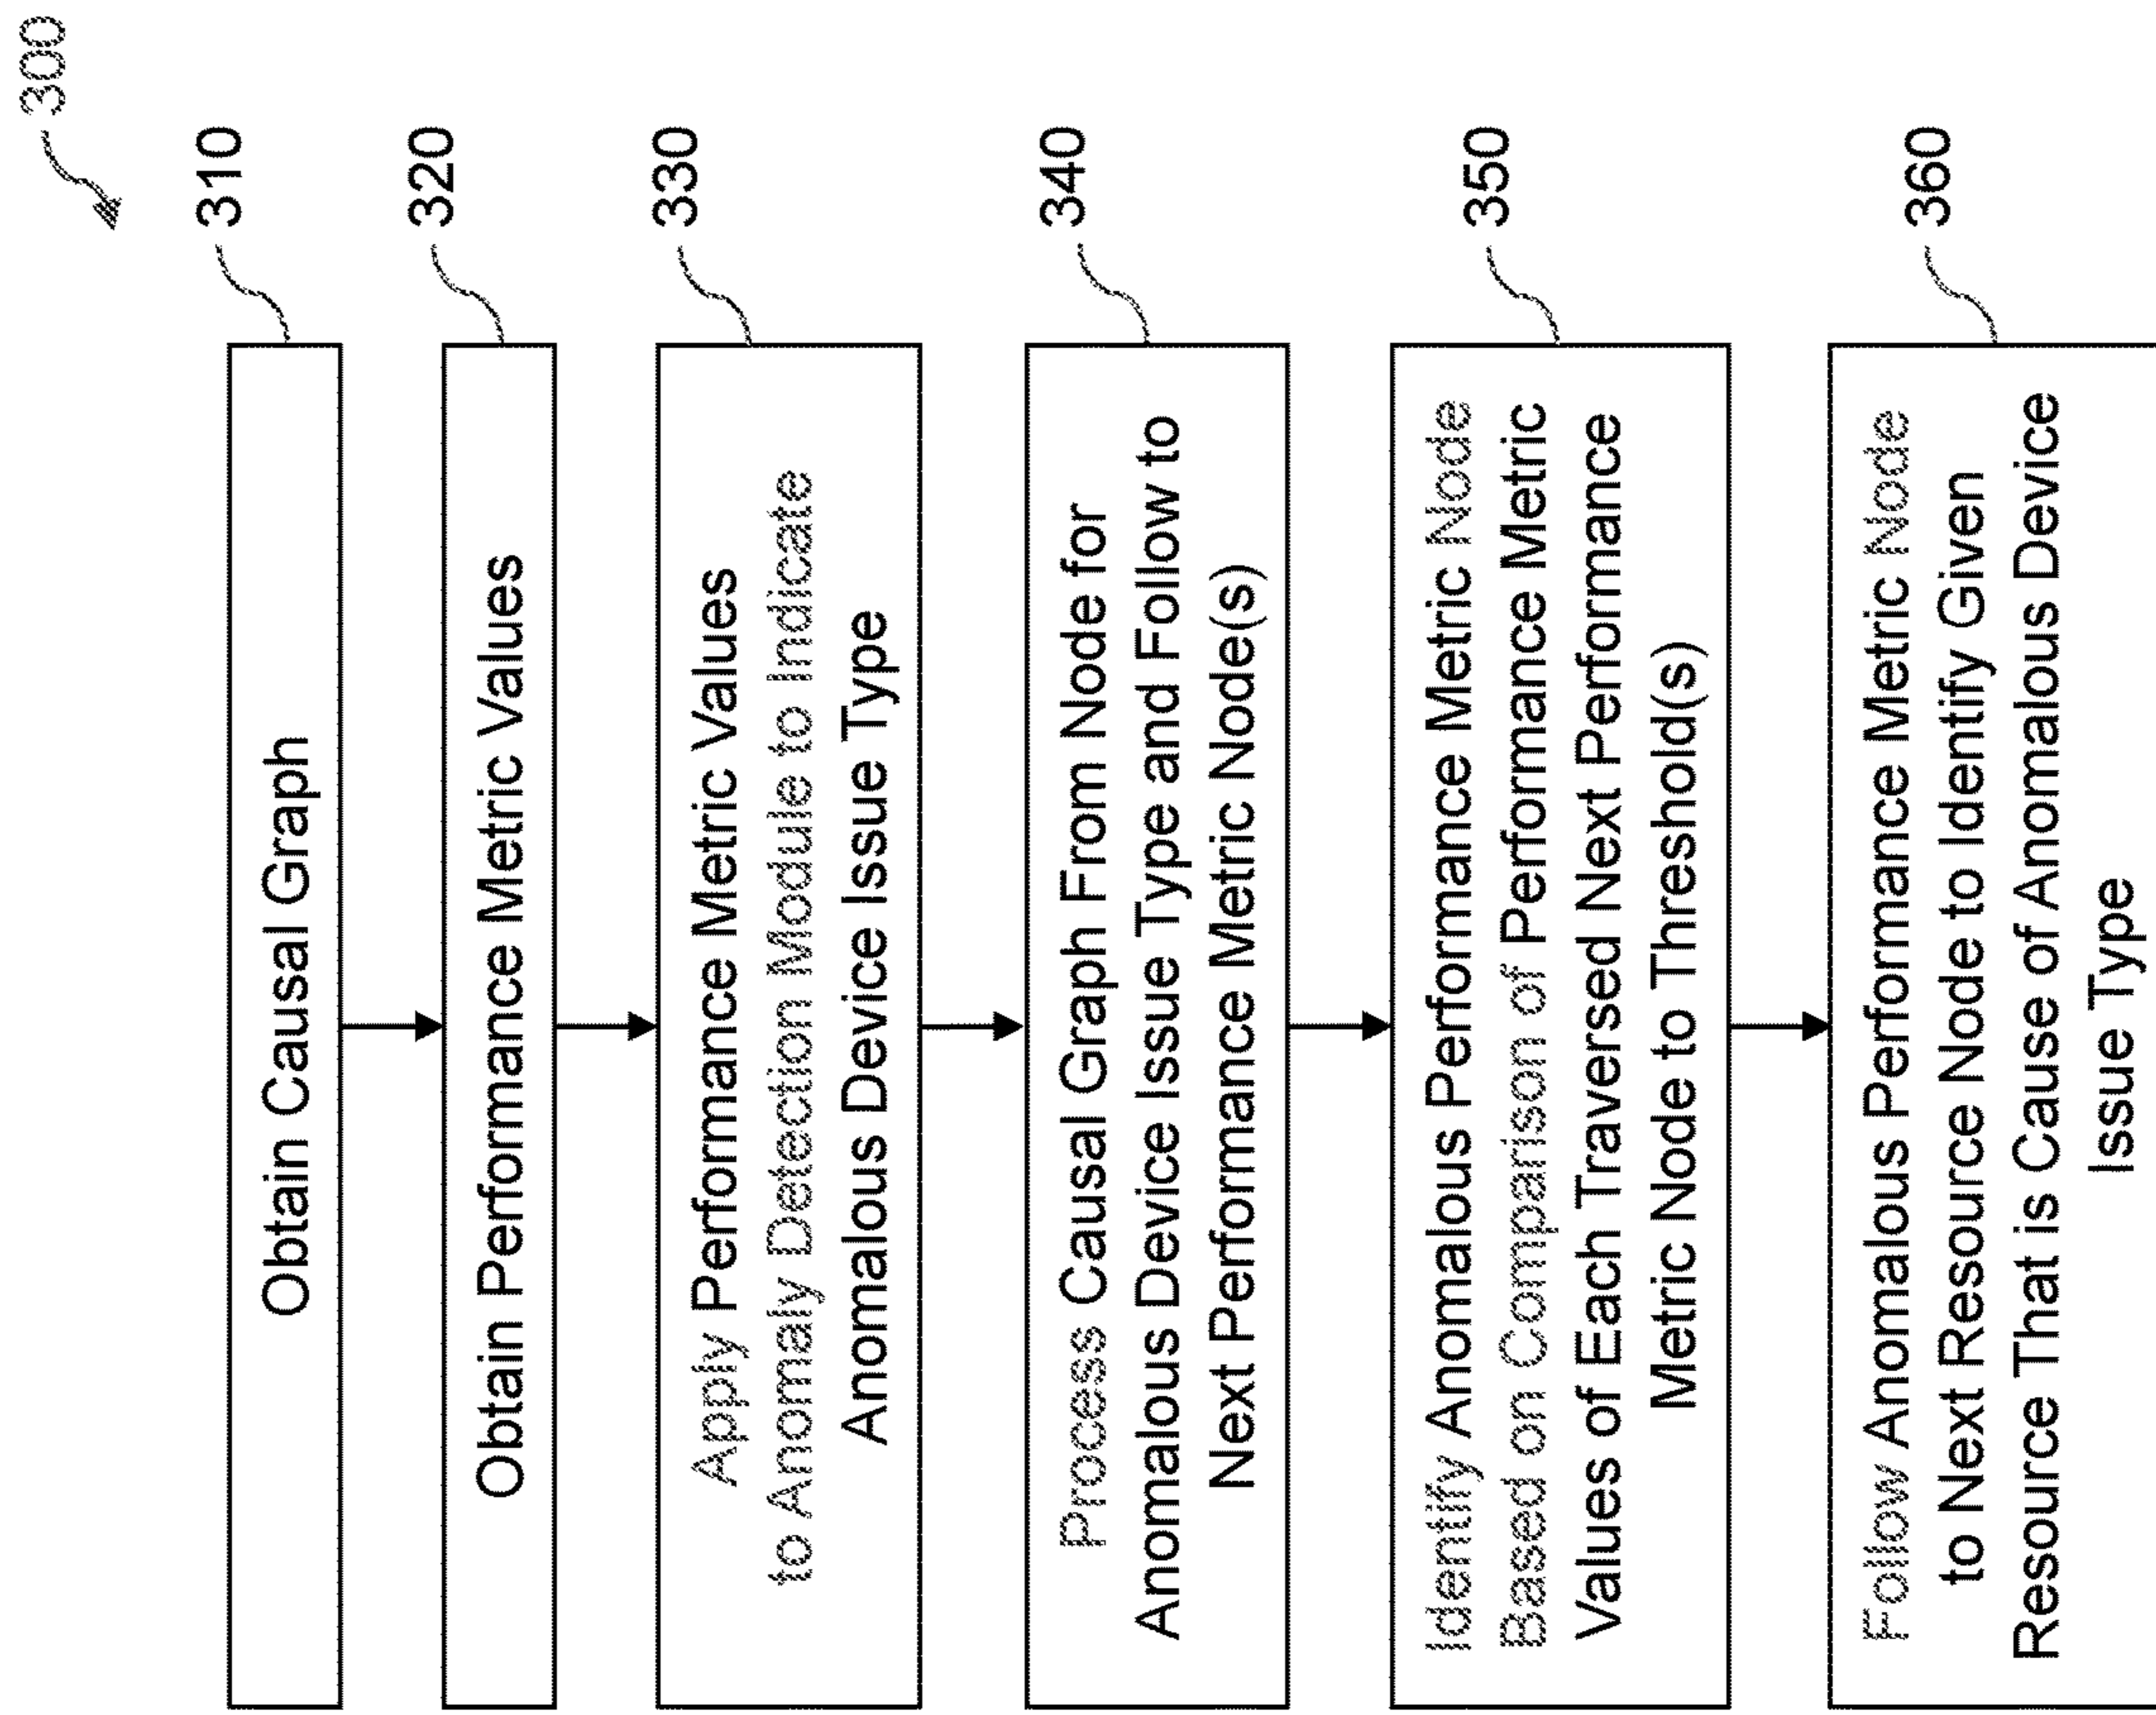 300
310
Obtain Causal Graph
320
Obtain Performance Metric Values
330
Apply Performance Metric Values
to Anomaly Detection Module to Indicate
Anomalous Device Issue Type
340
Process Causal Graph From Node for
Anomalous Device Issue Type and Follow to
Next Performance Metric Node(s)
350
Identify Anomalous Performance Metric Node
Based on Comparison of Performance Metric
Values of Each Traversed Next Performance
Metric Node to Threshold(s)
360
Follow Anomalous Performance Metric Node
to Next Resource Node to Identify Given
Resource That is Cause of Anomalous Device
Issue Type